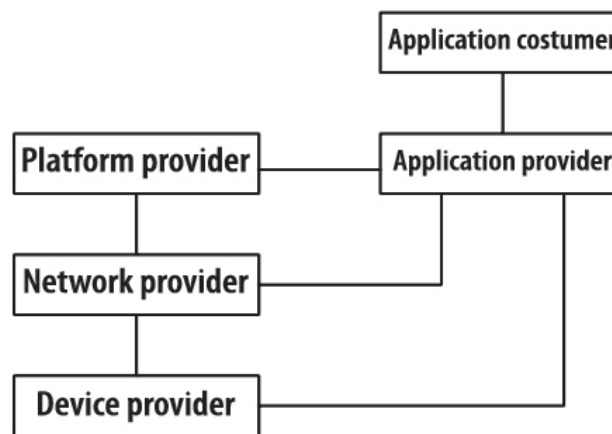 Application costumer
Platform provider
Application provider
Network provider
Device provider